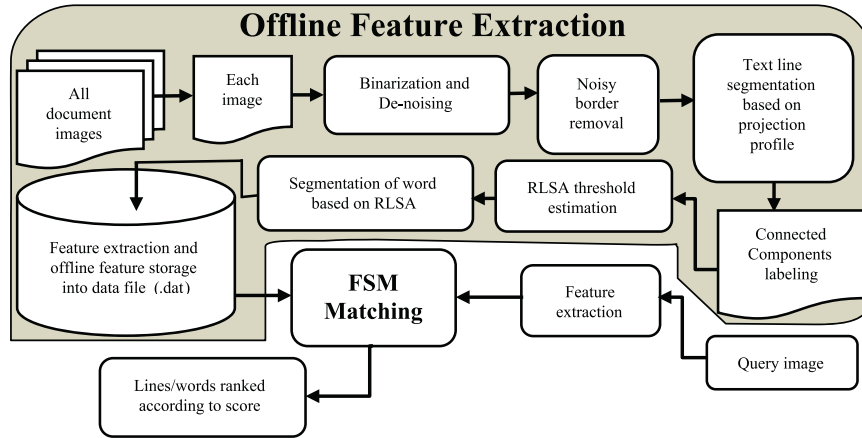 Offline Feature Extraction
All
document
images
Each
image
Binarization and
De-noising
Noisy
border
removal
Text line
segmentation
based on
projection
profile
Segmentation of word
based on RLSA
RLSA threshold
estimation
Connected
Components
labeling
Feature extraction and
offline feature storage
into data file (.dat)
FSM
Matching
Feature
extraction
Query image
Lines/words ranked
according to score